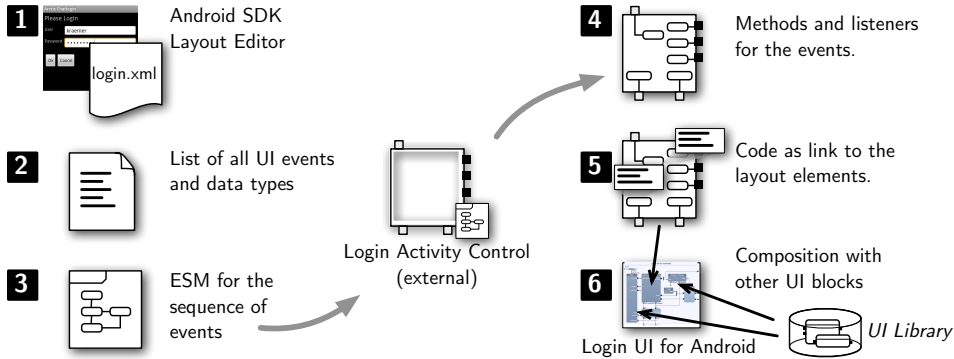 1
Arctis Challenge
Please Login
User
kraemer
Password
Ok
Cancel
login.xml
Android SDK
Layout Editor
2
List of all UI events
and data types
3
ESM for the
sequence of
events
Login Activity Control
(external)
4
Methods and listeners
for the events.
5
Code as link to the
layout elements.
6
Composition with
other UI blocks
Login UI for Android
UI Library